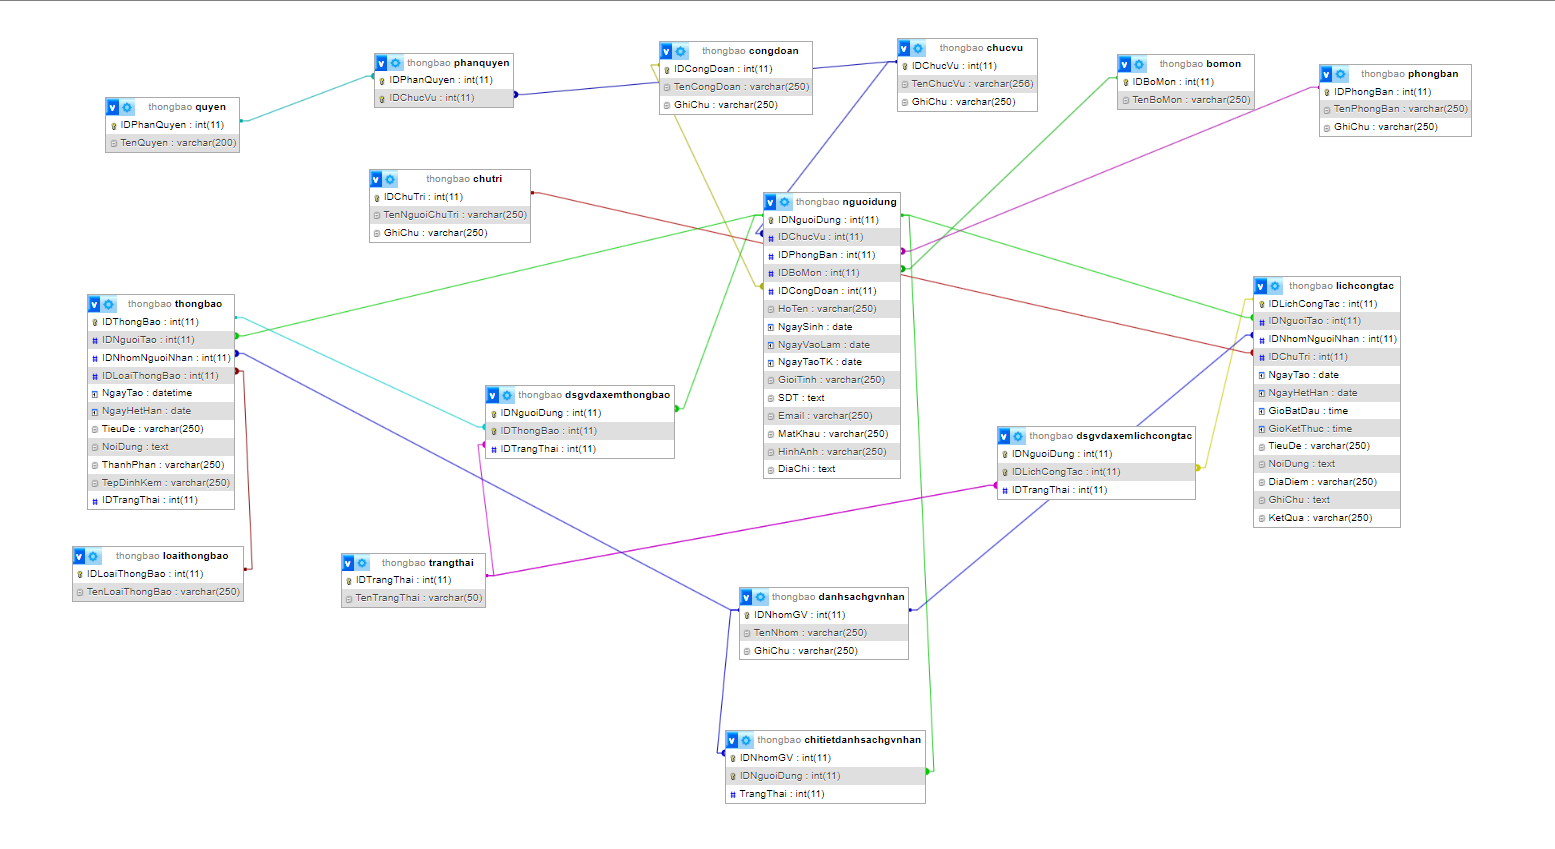 thongbao quyen
IDPhanQuyen : int(11)
TenQuyen : varchar(200)
thongbao phanquyen
IDPhanQuyen : int(11)
IDChucVu : int(11)
thongbao congdoan
IDCongDoan : int(11)
TenCongDoan : varchar(250)
GhiChu : varchar(250)
thongbao chucvu
IDChucVu : int(11)
TenChucVu : varchar(256)
GhiChu : varchar(250)
thongbao bomon
IDBoMon : int(11)
TenBoMon : varchar(250)
thongbao phongban
IDPhongBan : int(11)
TenPhongBan : varchar(250)
GhiChu : varchar(250)
thongbao chutri
IDChuTri : int(11)
TenNguoiChuTri : varchar(250)
GhiChu : varchar(250)
thongbao nguoidung
IDNguoiDung : int(11)
IDChucVu : int(11)
IDPhongBan : int(11)
IDBoMon : int(11)
IDCongDoan : int(11)
HoTen : varchar(250)
NgaySinh : date
NgayVaoLam : date
NgayTaoTK : date
GioiTinh : varchar(250)
SDT : text
Email : varchar(250)
MatKhau : varchar(250)
HinhAnh : varchar(250)
DiaChi : text
thongbao lichcongtac
IDLichCongTac : int(11)
IDNguoiTao : int(11)
IDNhomNguoiNhan : int(11)
IDChuTri : int(11)
NgayTao : date
NgayHetHan : date
GioBatDau : time
GioKetThuc : time
TieuDe : varchar(250)
NoiDung : text
DiaDiem : varchar(250)
GhiChu : text
KetQua : varchar(250)
thongbao thongbao
IDThongBao : int(11)
IDNguoiTao : int(11)
IDNhomNguoiNhan : int(11)
IDLoaiThongBao : int(11)
NgayTao : datetime
NgayHetHan : date
TieuDe : varchar(250)
NoiDung : text
ThanhPhan : varchar(250)
TepDinhKem : varchar(250)
IDTrangThai : int(11)
thongbao dsgvdaxemthongbao
IDNguoiDung : int(11)
IDThongBao : int(11)
IDTrangThai : int(11)
thongbao dsgvdaxemlichcongtac
IDNguoiDung : int(11)
IDLichCongTac : int(11)
IDTrangThai : int(11)
thongbao loaithongbao
IDLoaiThongBao : int(11)
TenLoaiThongBao : varchar(250)
thongbao trangthai
IDTrangThai : int(11)
TenTrangThai : varchar(50)
thongbao danhsachgvnhan
IDNhomGV : int(11)
TenNhom : varchar(250)
GhiChu : varchar(250)
thongbao chitietdanhsachgvnhan
IDNhomGV : int(11)
IDNguoiDung : int(11)
TrangThai : int(11)